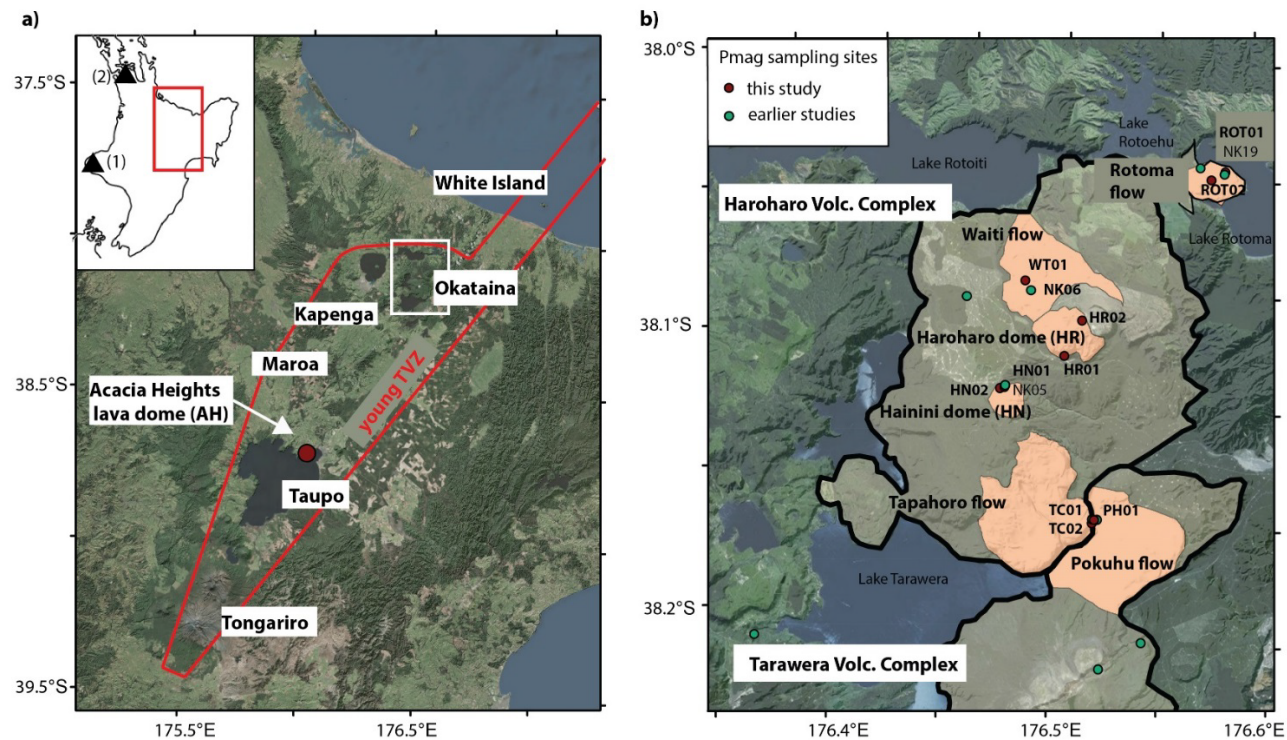 a)
37.5°S
38.5°S
39.5°S
175.5°E
176.5°E
(2)
(1)
White Island
Okataina
Kapenga
Maroa
Acacia Heights
lava dome (AH)
young TVZ
Taupo
Tongariro
b)
38.0°S
38.1°S
38.2°S
176.4°E
176.5°E
176.6°E
Pmag sampling sites
this study
earlier studies
Lake
Rotoehu
ROT01
NK19
Lake Rotoiti
Rotoma
flow
ROT02
Haroharo Volc. Complex
Lake Rotoma
Waiti flow
WT01
NK06
HR02
Haroharo dome (HR)
HN01
HR01
HN02
NK05
Hainini dome (HN)
Tapahoro flow
TC01
PH01
TC02
Pokuhu flow
Lake Tarawera
Tarawera Volc. Complex